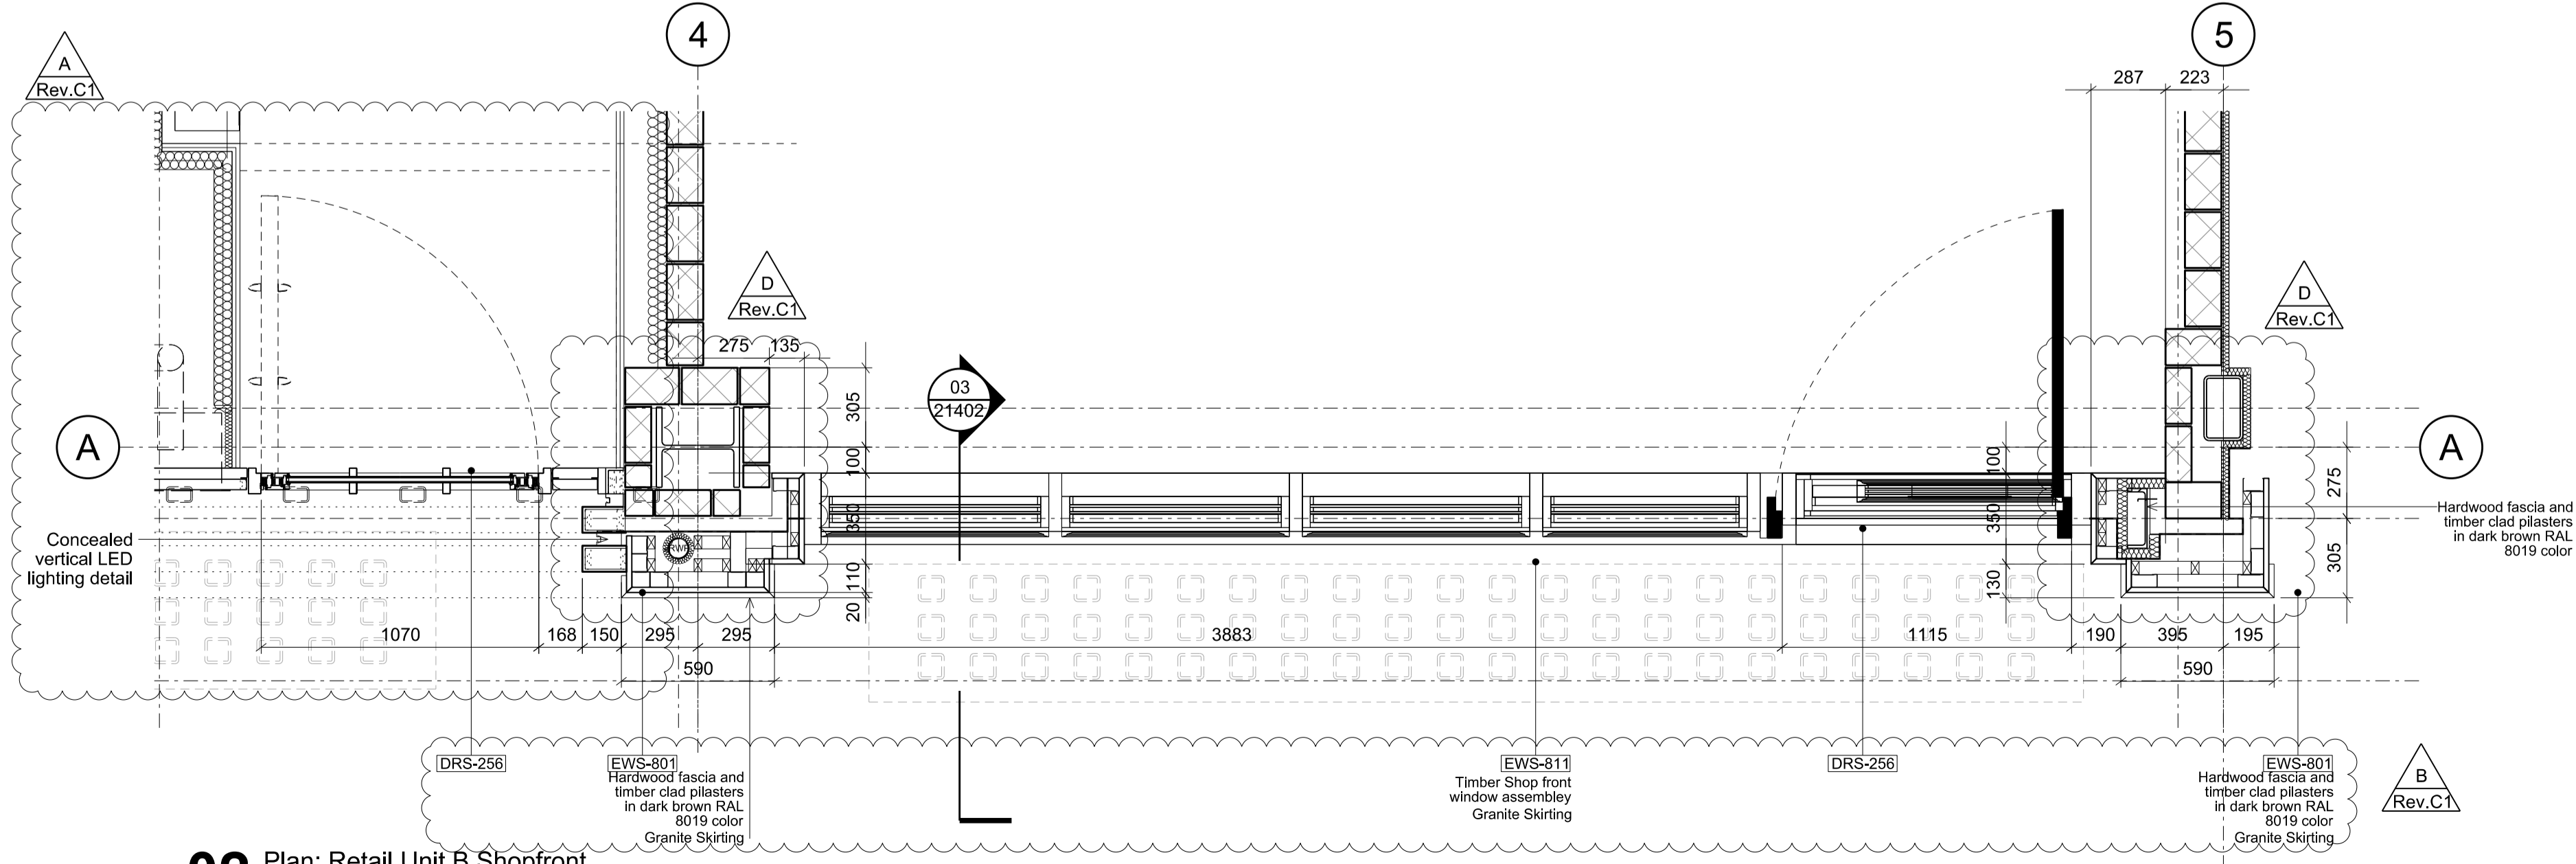 4
5
A
Rev.C1
287
223
D
Rev.C1
D
Rev.C1
275
135
03
21402
305
A
A
100
100
275
350
350
Hardwood fascia and
timber clad pilasters
in dark brown RAL
8019 color
Concealed
vertical LED
lighting detail
RWP
110
20
130
305
1070
168
150
295
295
3883
1115
190
395
195
590
590
DRS-256
EWS-801
Hardwood fascia and
timber clad pilasters
in dark brown RAL
8019 color
Granite Skirting
EWS-811
Timber Shop front
window assembley
Granite Skirting
DRS-256
EWS-801
Hardwood fascia and
timber clad pilasters
in dark brown RAL
8019 color
Granite Skirting
B
Rev.C1
Plan: Retail Unit B Shopfront